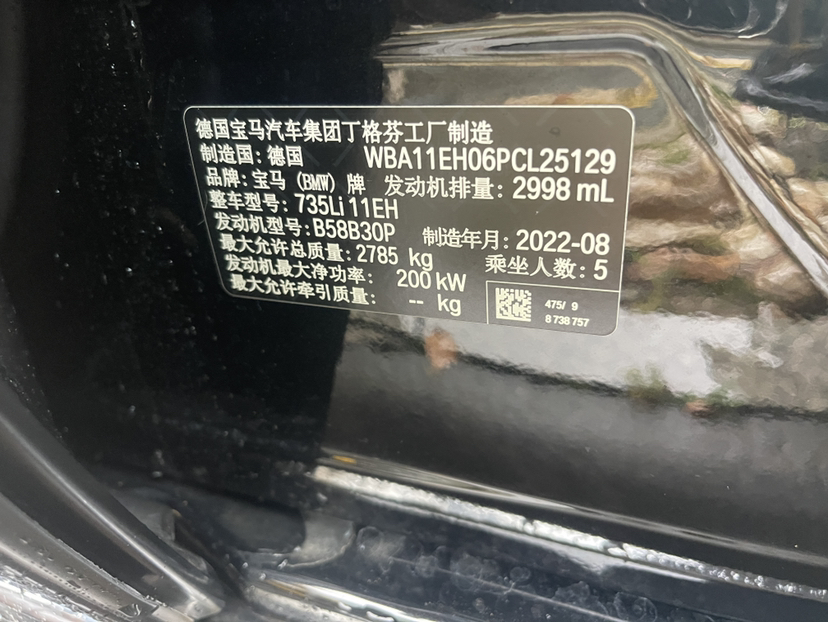 德国宝马汽车集团丁格芬工厂制造
制造国: 德国 WBA11EH06PCL25129
品牌: 宝马 (BMW) 牌 发动机排量: 2998 mL
整车型号: 735Li 11EH
发动机型号: B58B30P 制造年月: 2022-08
最大允许总质量: 2785 kg 乘坐人数: 5
发动机最大净功率: 200 kW
最大允许牵引质量: -- kg
475/ 9
8 738 757